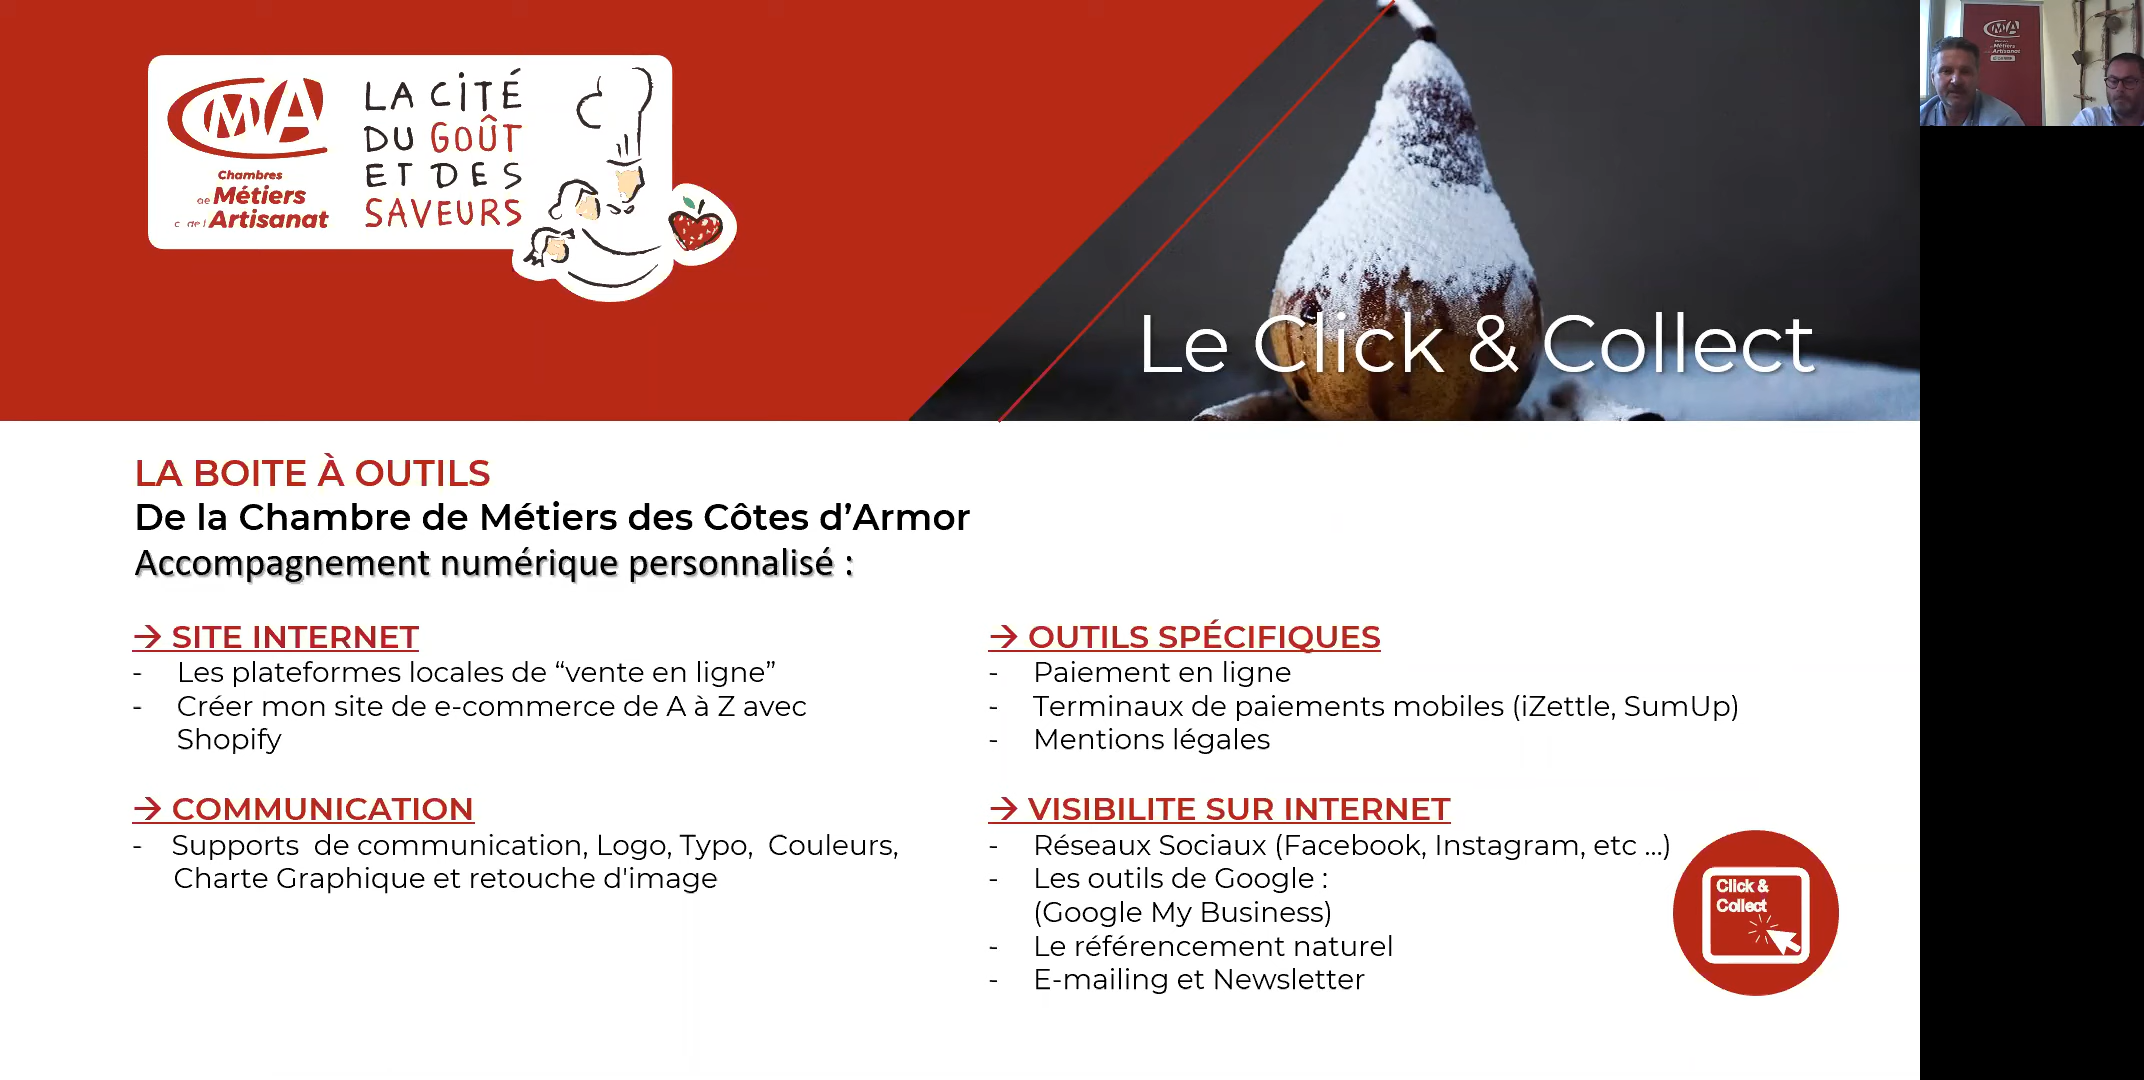 CMA
Chambres
de Métiers
de l'Artisanat
LA CiTÉ
DU GOÛT
ET DES
SAVEURS
Le Click & Collect
CMA
Métiers
Artisanat
LA BOITE À OUTILS
De la Chambre de Métiers des Côtes d’Armor
Accompagnement numérique personnalisé :
→ SITE INTERNET
- Les plateformes locales de “vente en ligne”
- Créer mon site de e-commerce de A à Z avec
Shopify
→ COMMUNICATION
- Supports de communication, Logo, Typo, Couleurs,
Charte Graphique et retouche d'image
→ OUTILS SPÉCIFIQUES
- Paiement en ligne
- Terminaux de paiements mobiles (iZettle, SumUp)
- Mentions légales
→ VISIBILITE SUR INTERNET
- Réseaux Sociaux (Facebook, Instagram, etc ...)
- Les outils de Google :
(Google My Business)
- Le référencement naturel
- E-mailing et Newsletter
Click &
Collect